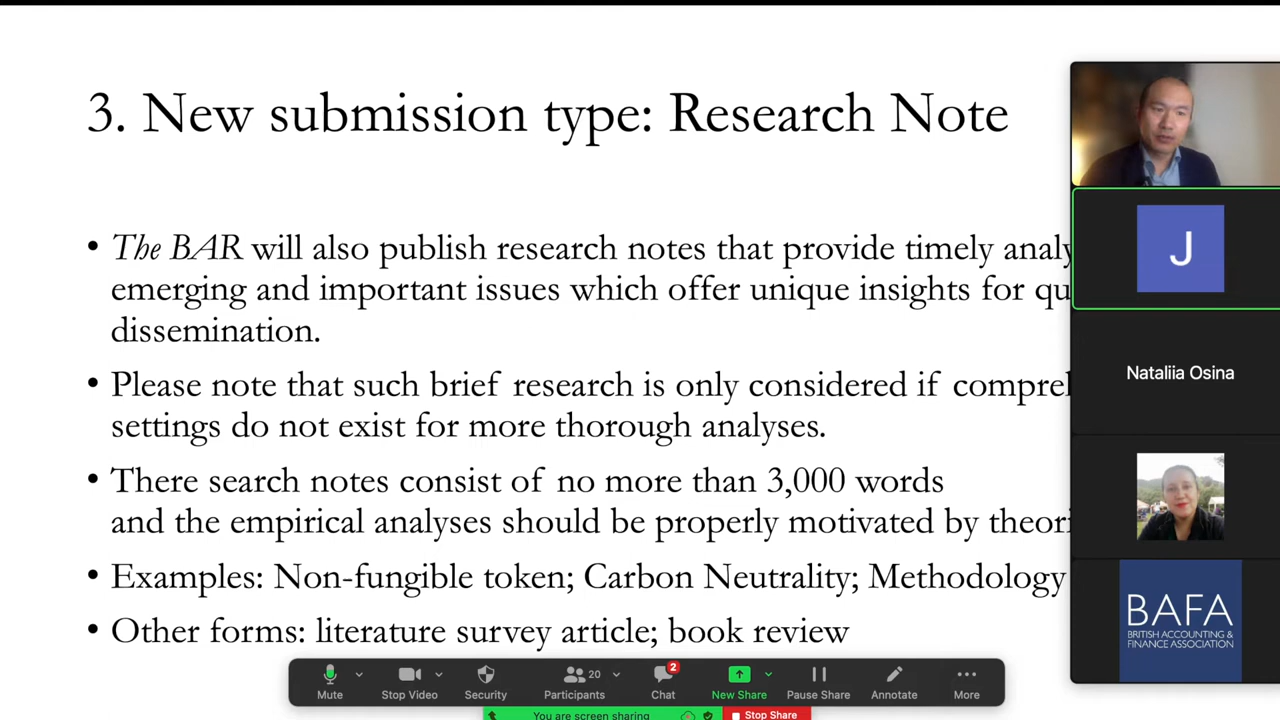 3. New submission type: Research Note
• The BAR will also publish research notes that provide timely
emerging and important issues which offer unique insights for
dissemination.
• Please note that such brief research is only considered if
settings do not exist for more thorough analyses.
• There search notes consist of no more than 3,000 words
and the empirical analyses should be properly motivated by
• Examples: Non-fungible token; Carbon Neutrality; Methodology
• Other forms: literature survey article; book review
J
Nataliia Osina
BAFA
BRITISH ACCOUNTING &
FINANCE ASSOCIATION
20
2
Mute
Stop Video
Security
Participants
Chat
New Share
Pause Share
Annotate
More
You are screen sharing
Stop Share